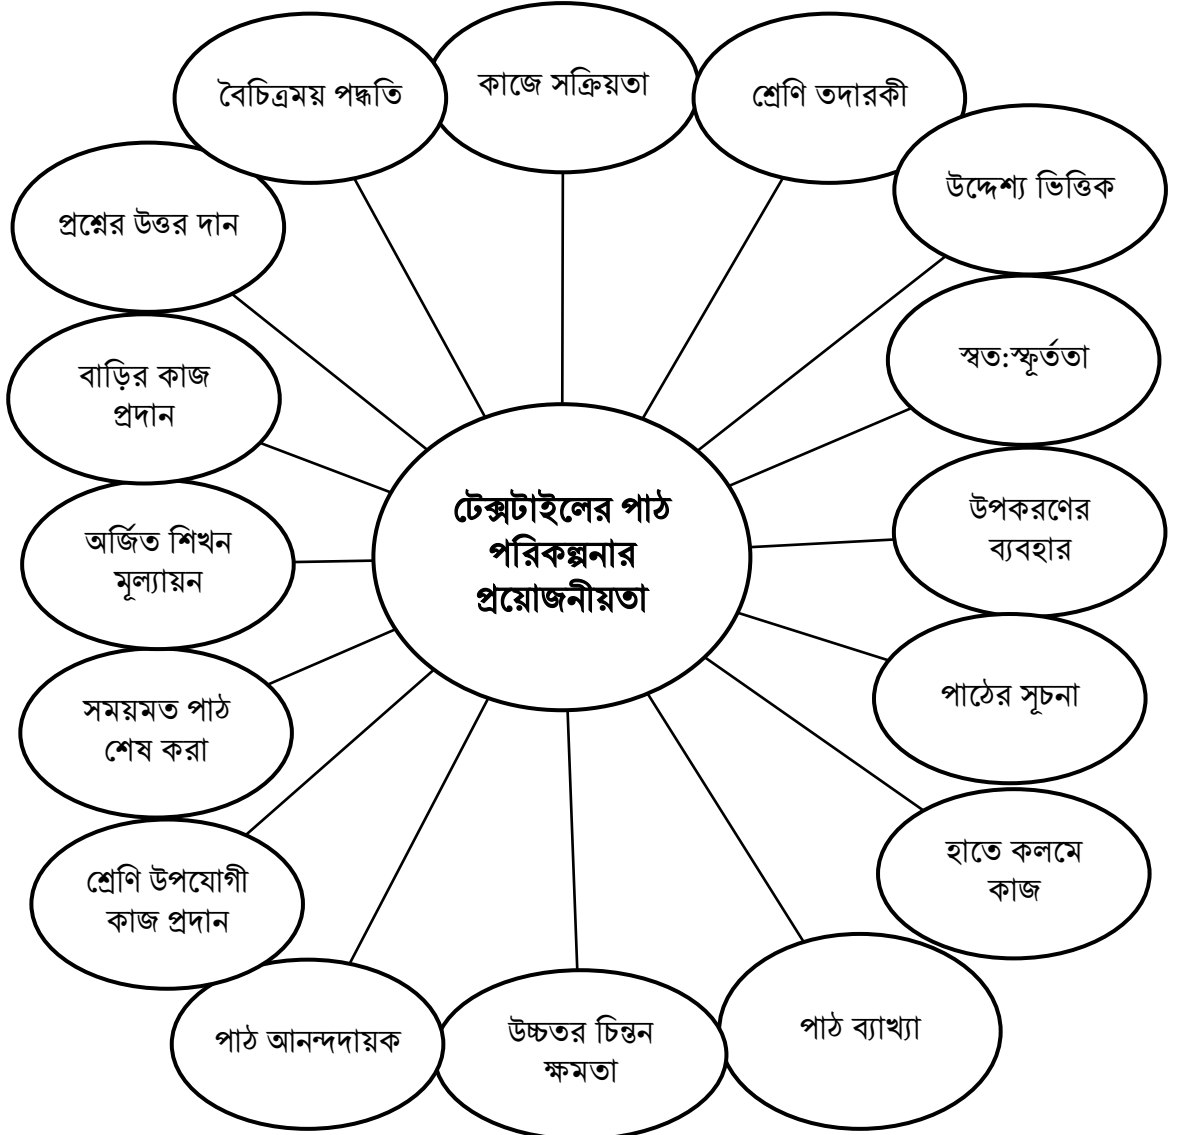 বৈচিত্রময় পদ্ধতি
কাজে সক্রিয়তা
শ্রেণি তদারকী
উদ্দেশ্য ভিত্তিক
স্বত:স্ফূর্ততা
উপকরণের
ব্যবহার
পাঠের সূচনা
হাতে কলমে
কাজ
পাঠ ব্যাখ্যা
উচ্চতর চিন্তন
ক্ষমতা
পাঠ আনন্দদায়ক
শ্রেণি উপযোগী
কাজ প্রদান
সময়মত পাঠ
শেষ করা
অর্জিত শিখন
মূল্যায়ন
বাড়ির কাজ
প্রদান
প্রশ্নের উত্তর দান
টেক্সটাইলের পাঠ
পরিকল্পনার
প্রয়োজনীয়তা